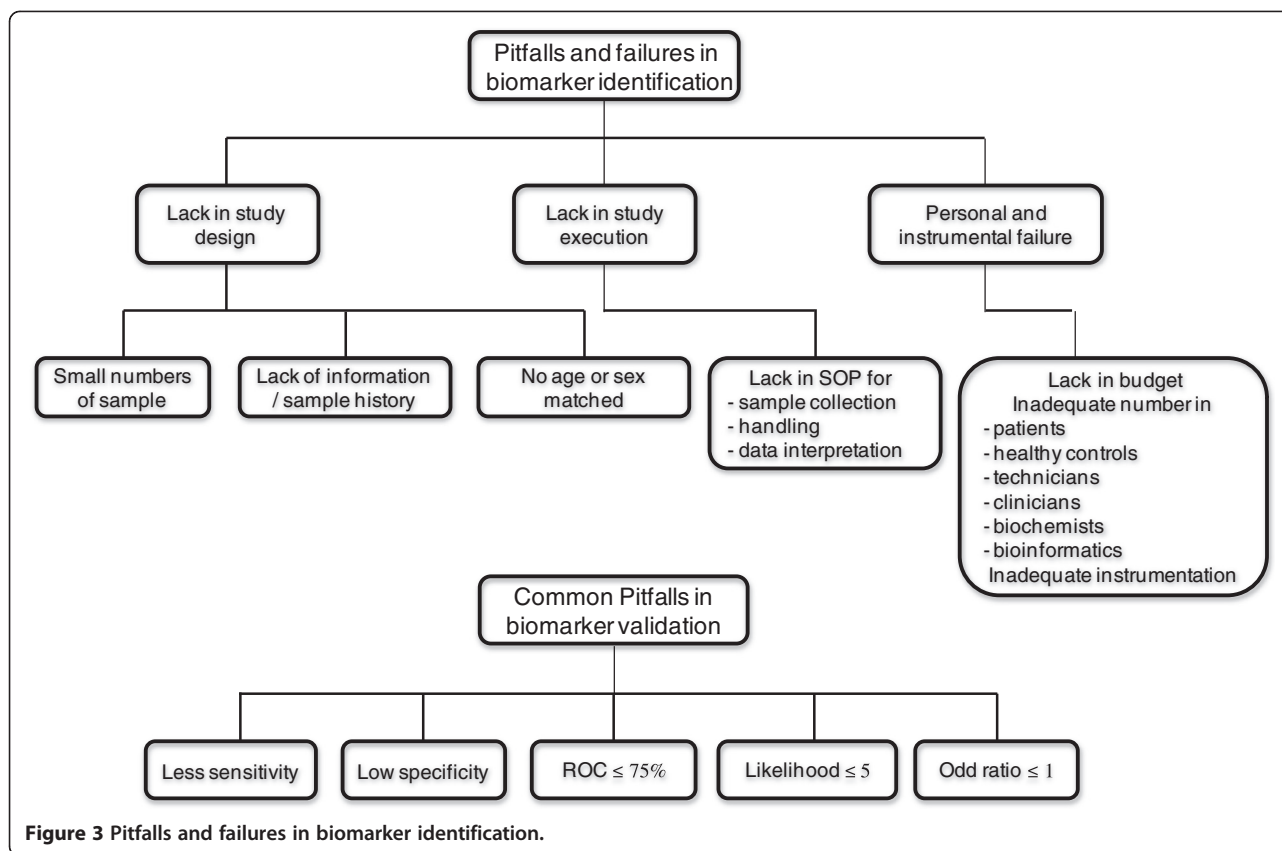 Pitfalls and failures in
biomarker identification
Lack in study
design
Lack in study
execution
Personal and
instrumental failure
Small numbers
of sample
Lack of information
/ sample history
No age or sex
matched
Lack in SOP for
- sample collection
- handling
- data interpretation
Lack in budget
Inadequate number in
- patients
- healthy controls
- technicians
- clinicians
- biochemists
- bioinformatics
Inadequate instrumentation
Common Pitfalls in
biomarker validation
Less sensitivity
Low specificity
ROC ≤ 75%
Likelihood ≤ 5
Odd ratio ≤ 1
Figure 3 Pitfalls and failures in biomarker identification.